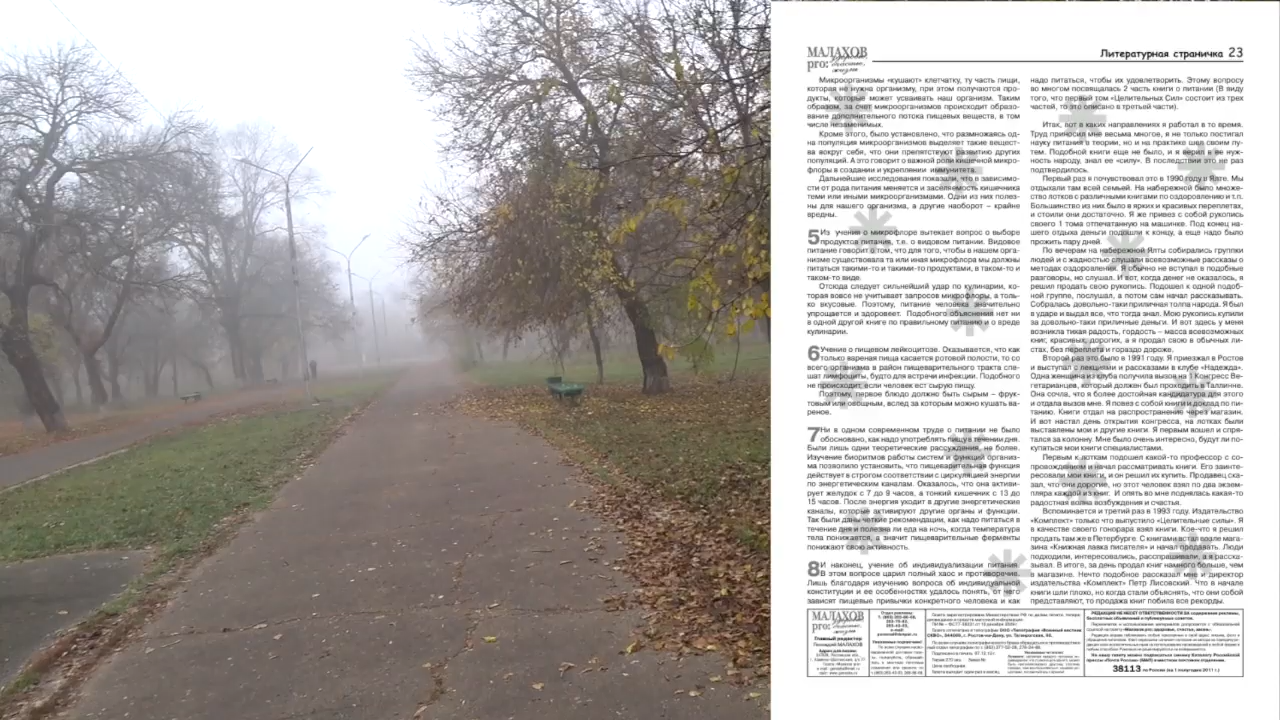 МАЛАХОВ
pro:
Литературная страничка 23
Микроорганизмы «кушают» клетчатку, ту часть пищи,
которая не нужна организму, при этом получаются про-
дукты, которые может усваивать наш организм. Таким
образом, за счет микроорганизмов происходит образо-
вание дополнительного потока пищевых веществ, в том
числе незаменимых.
Кроме этого, было установлено, что размножаясь од-
на популяция микроорганизмов выделяет такие вещест-
ва вокруг себя, что они препятствуют развитию других
популяций. А это говорит о важной роли кишечной микро-
флоры в создании и укреплении иммунитета.
Дальнейшие исследования показали, что в зависимо-
сти от рода питания меняется и заселяемость кишечника
теми или иными микроорганизмами. Одни из них полез-
ны для нашего организма, а другие наоборот – крайне
вредны.
5 Из учения о микрофлоре вытекает вопрос о выборе
продуктов питания, т.е. о видовом питании. Видовое
питание говорит о том, что для того, чтобы в нашем орга-
низме существовала та или иная микрофлора мы должны
питаться такими-то и такими-то продуктами, в таком-то и
таком-то виде.
Отсюда следует сильнейший удар по кулинарии, ко-
торая вовсе не учитывает запросов микрофлоры, а толь-
ко вкусовые. Поэтому, питание человека значительно
упрощается и здоровеет. Подобного объяснения нет ни
в одной другой книге по правильному питанию и о вреде
кулинарии.
6 Учение о пищевом лейкоцитозе. Оказывается, что как
только вареная пища касается ротовой полости, то со
всего организма в район пищеварительного тракта спе-
шат лимфоциты, будто для встречи инфекции. Подобного
не происходит, если человек ест сырую пищу.
Поэтому, первое блюдо должно быть сырым – фрук-
товым или овощным, вслед за которым можно кушать ва-
реное.
7 Ни в одном современном труде о питании не было
обосновано, как надо употреблять пищу в течении дня.
Были лишь одни теоретические рассуждения, не более.
Изучение биоритмов работы систем и функций организ-
ма позволило установить, что пищеварительная функция
действует в строгом соответствии с циркуляцией энергии
по энергетическим каналам. Оказалось, что она активи-
рует желудок с 7 до 9 часов, а тонкий кишечник с 13 до
15 часов. После энергия уходит в другие энергетические
каналы, которые активируют другие органы и функции.
Так были даны четкие рекомендации, как надо питаться в
течение дня и полезна ли еда на ночь, когда температура
тела понижается, а значит пищеварительные ферменты
понижают свою активность.
8 И наконец, учение об индивидуализации питания.
В этом вопросе царил полный хаос и противоречие.
Лишь благодаря изучению вопроса об индивидуальной
конституции и ее особенностях удалось понять, от чего
зависят пищевые привычки конкретного человека и как
надо питаться, чтобы их удовлетворить. Этому вопросу
во многом посвящалась 2 часть книги о питании (В виду
того, что первый том «Целительных Сил» состоит из трех
частей, то это описано в третьей части).
Итак, вот в каких направлениях я работал в то время.
Труд приносил мне весьма многое, я не только постигал
науку питания в теории, но и на практике шел своим пу-
тем. Подобной книги еще не было, и я верил в ее нуж-
ность народу, знал ее «силу». В последствии это не раз
подтвердилось.
Первый раз я почувствовал это в 1990 году в Ялте. Мы
отдыхали там всей семьей. На набережной было множе-
ство лотков с различными книгами по оздоровлению и т.п.
Большинство из них было в ярких и красивых переплетах,
и стоили они достаточно. Я же привез с собой рукопись
своего 1 тома отпечатанную на машинке. Под конец на-
шего отдыха деньги подошли к концу, а еще надо было
прожить пару дней.
По вечерам на набережной Ялты собирались группки
людей и с жадностью слушали всевозможные рассказы о
методах оздоровления. Я обычно не вступал в подобные
разговоры, но слушал. И вот, когда денег не оказалось, я
решил продать свою рукопись. Подошел к одной подоб-
ной группе, послушал, а потом сам начал рассказывать.
Собралась довольно-таки приличная толпа народа. Я был
в ударе и выдал все, что тогда знал. Мою рукопись купили
за довольно-таки приличные деньги. И вот здесь у меня
возникла тихая радость, гордость – масса всевозможных
книг, красивых, дорогих, а я продал свою в обычных ли-
стах, без переплета и гораздо дороже.
Второй раз это было в 1991 году. Я приезжал в Ростов
и выступал с лекциями и рассказами в клубе «Надежда».
Одна женщина из клуба получила вызов на 1 Конгресс Ве-
гетарианцев, который должен был проходить в Таллинне.
Она сочла, что я более достойная кандидатура для этого
и отдала вызов мне. Я повез с собой книги и доклад по пи-
танию. Книги отдал на распространение через магазин.
И вот настал день открытия конгресса, на лотках были
выставлены мои и другие книги. Я первым вошел и спря-
тался за колонну. Мне было очень интересно, будут ли по-
купаться мои книги специалистами.
Первым к лоткам подошел какой-то профессор с со-
провождением и начал рассматривать книги. Его заинте-
ресовали мои книги, и он решил их купить. Продавец ска-
зал, что они дорогие, но этот человек взял по два экзем-
пляра каждой из книг. И опять во мне поднялась какая-то
радостная волна возбуждения и счастья.
Вспоминается и третий раз в 1993 году. Издательство
«Комплект» только что выпустило «Целительные силы». Я
в качестве своего гонорара взял книги. Кое-что я решил
продать там же в Петербурге. С книгами встал возле мага-
зина «Книжная лавка писателя» и начал продавать. Люди
подходили, интересовались, расспрашивали, а я расска-
зывал. В итоге, за день продал книг намного больше, чем
в магазине. Нечто подобное рассказал мне и директор
издательства «Комплект» Петр Лисовский. Что в начале
книги шли плохо, но когда стали объяснять, что они собой
представляют, то продажа книг побила все рекорды.
МАЛАХОВ
pro:
Главный редактор
Геннадий МАЛАХОВ
38113